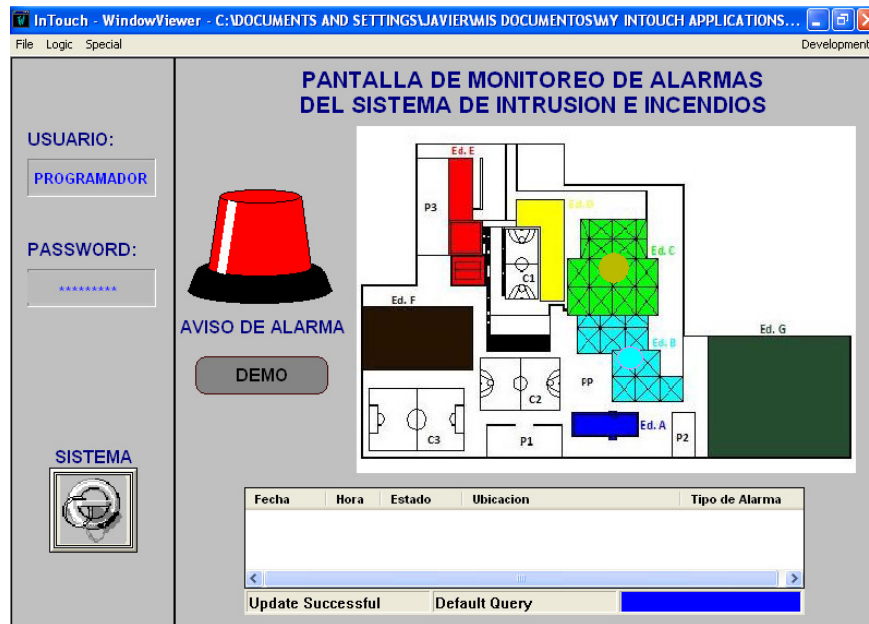 InTouch - WindowViewer - C:\DOCUMENTS AND SETTINGS\JAVIER\MIS DOCUMENTOS\MY INTOUCH APPLICATIONS...
File Logic Special Development
PANTALLA DE MONITOREO DE ALARMAS
DEL SISTEMA DE INTRUSION E INCENDIOS
USUARIO:
PROGRAMADOR
PASSWORD:
*********
AVISO DE ALARMA
DEMO
SISTEMA
Ed. E
P3
Ed. D
C1
Ed. C
Ed. F
Ed. G
Ed. B
PP
C2
C3
P1
Ed. A
P2
Fecha Hora Estado Ubicacion Tipo de Alarma
Update Successful Default Query